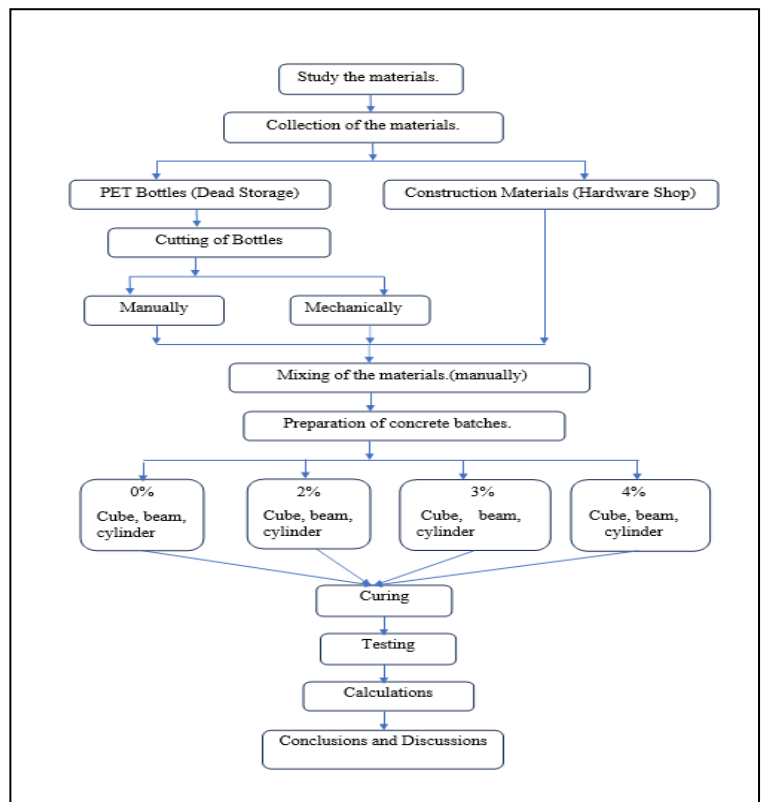 Study the materials.
Collection of the materials.
PET Bottles (Dead Storage)
Construction Materials (Hardware Shop)
Cutting of Bottles
Manually
Mechanically
Mixing of the materials.(manually)
Preparation of concrete batches.
0%
Cube, beam,
cylinder
2%
Cube, beam,
cylinder
3%
Cube, beam,
cylinder
4%
Cube, beam,
cylinder
Curing
Testing
Calculations
Conclusions and Discussions